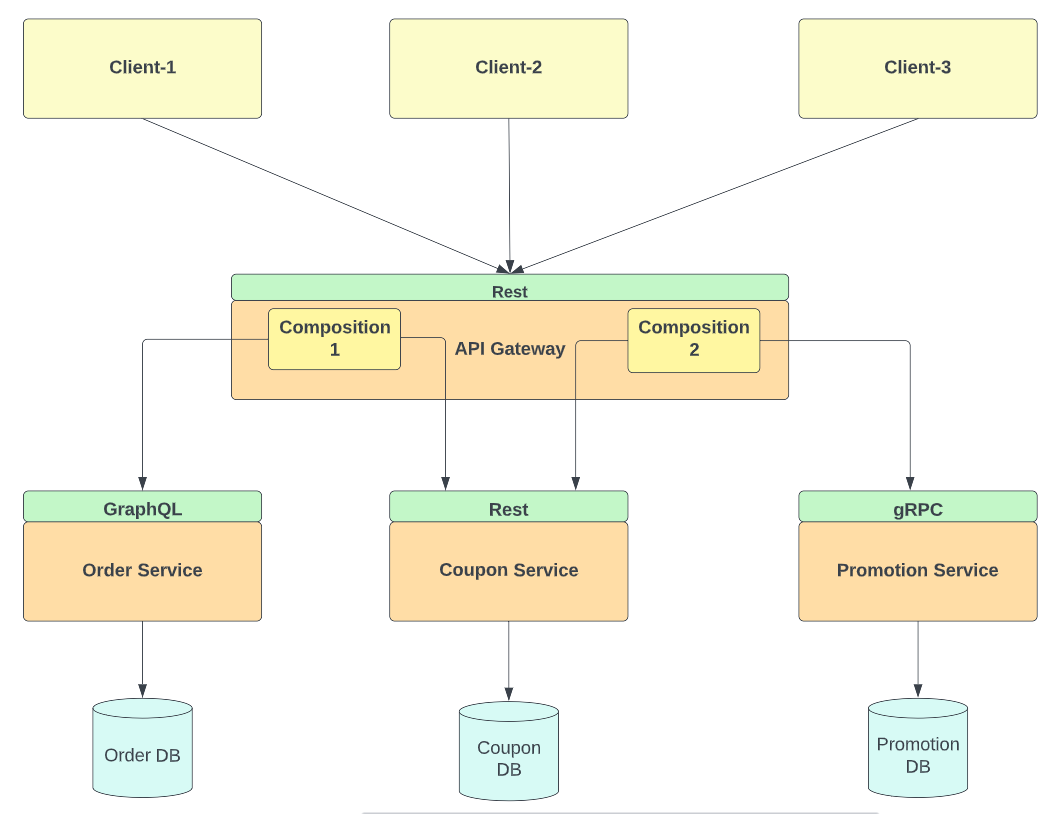 Client-1
Client-2
Client-3
Rest
Composition
1
API Gateway
Composition
2
GraphQL
Rest
gRPC
Order Service
Coupon Service
Promotion Service
Order DB
Coupon
DB
Promotion
DB